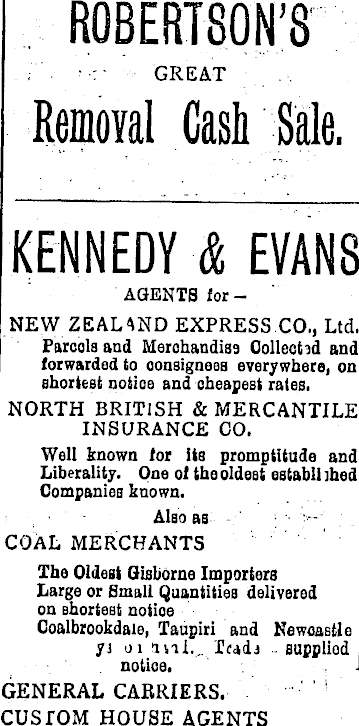 ROBERTSON'S
GREAT
Removal Cash Sale.
KENNEDY & EVANS
AGENTS for —
NEW ZEALAND EXPRESS CO., Ltd.
Parcels and Merchandise Collected and
forwarded to consignees everywhere, on
shortest notice and cheapest rates.
NORTH BRITISH & MERCANTILE
INSURANCE CO.
Well known for its promptitude and
Liberality. One of the oldest established
Companies known.
Also as
COAL MERCHANTS
The Oldest Gisborne Importers
Large or Small Quantities delivered
on shortest notice
Coalbrookdale, Taupiri and Newcastle
supplied
notice.
GENERAL CARRIERS.
CUSTOM HOUSE AGENTS